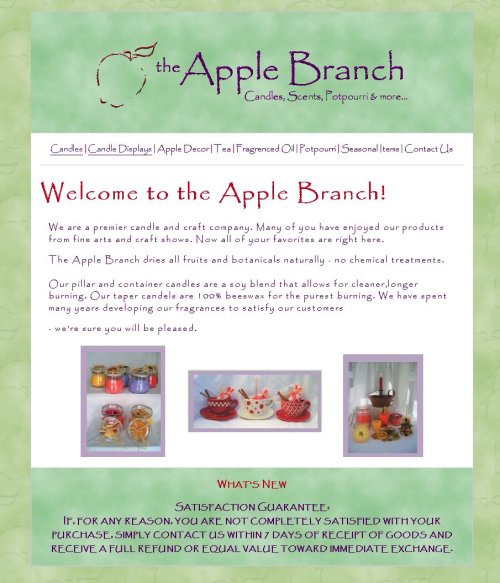 the Apple Branch
Candles, Scents, Potpourri & more...
Candles | Candle Displays | Apple Decor | Tea | Fragrenced Oil | Potpourri | Seasonal Items | Contact Us
Welcome to the Apple Branch!
We are a premier candle and craft company. Many of you have enjoyed our products
from fine arts and craft shows. Now all of your favorites are right here.
The Apple Branch dries all fruits and botanicals naturally - no chemical treatments.
Our pillar and container candles are a soy blend that allows for cleaner,longer
burning. Our taper candels are 100% beeswax for the purest burning. We have spent
many years developing our fragrances to satisfy our customers
- we're sure you will be pleased.
What's New
Satisfaction Guarantee:
If, for any reason, you are not completely satisfied with your
purchase, simply contact us within 7 days of receipt of goods and
receive a full refund or equal value toward immediate exchange.